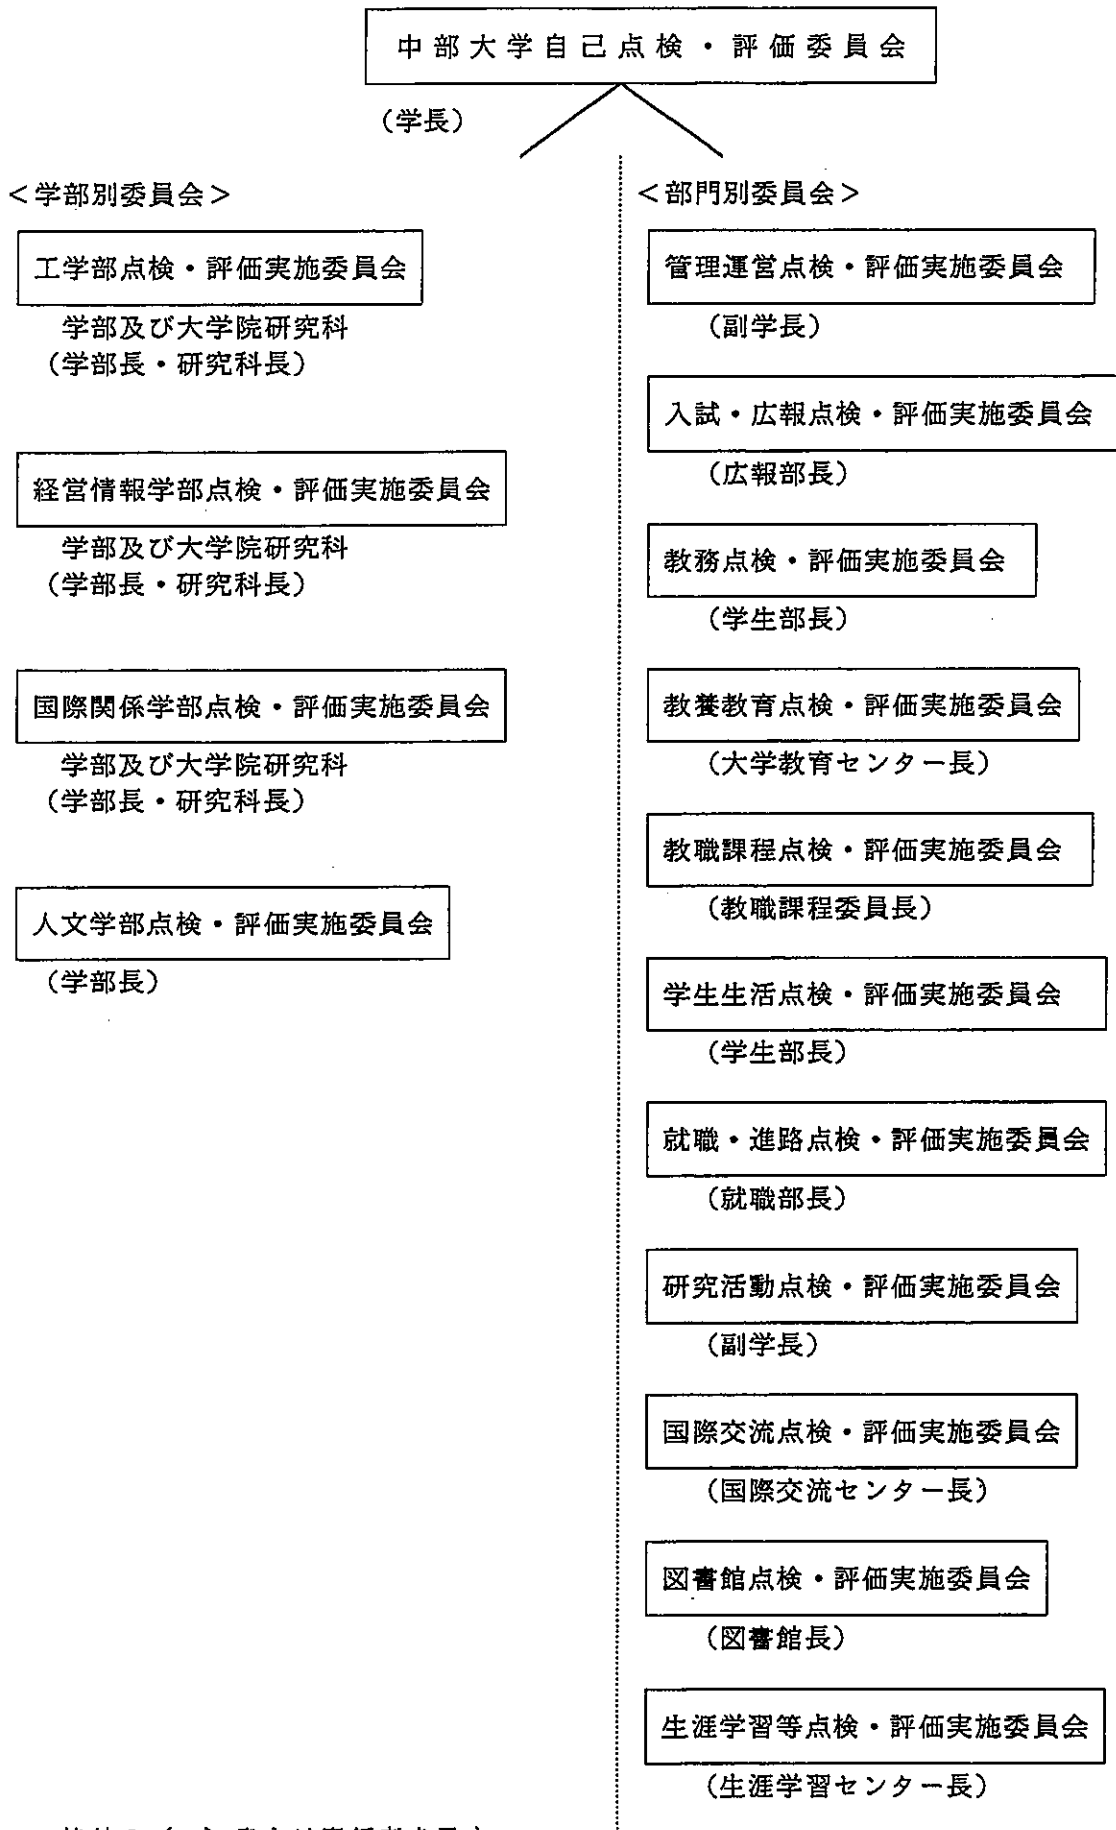 中部大学自己点検・評価委員会
（学長）
＜学部別委員会＞
工学部点検・評価実施委員会
学部及び大学院研究科
（学部長・研究科長）
経営情報学部点検・評価実施委員会
学部及び大学院研究科
（学部長・研究科長）
国際関係学部点検・評価実施委員会
学部及び大学院研究科
（学部長・研究科長）
人文学部点検・評価実施委員会
（学部長）
＜部門別委員会＞
管理運営点検・評価実施委員会
（副学長）
入試・広報点検・評価実施委員会
（広報部長）
教務点検・評価実施委員会
（学生部長）
教養教育点検・評価実施委員会
（大学教育センター長）
教職課程点検・評価実施委員会
（教職課程委員長）
学生生活点検・評価実施委員会
（学生部長）
就職・進路点検・評価実施委員会
（就職部長）
研究活動点検・評価実施委員会
（副学長）
国際交流点検・評価実施委員会
（国際交流センター長）
図書館点検・評価実施委員会
（図書館長）
生涯学習等点検・評価実施委員会
（生涯学習センター長）